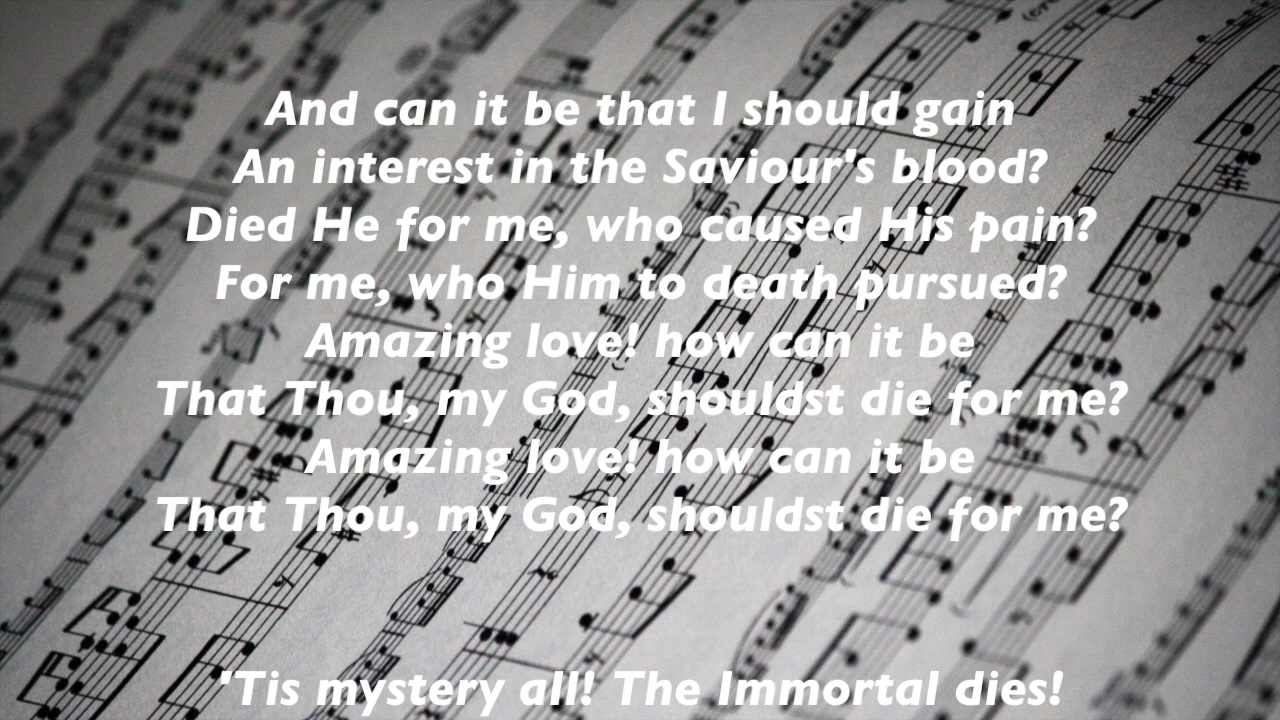 And can it be that I should gain
An interest in the Saviour's blood?
Died He for me, who caused His pain?
For me, who Him to death pursued?
Amazing love! how can it be
That Thou, my God, shouldst die for me?
Amazing love! how can it be
That Thou, my God, shouldst die for me?
'Tis mystery all! The Immortal dies!